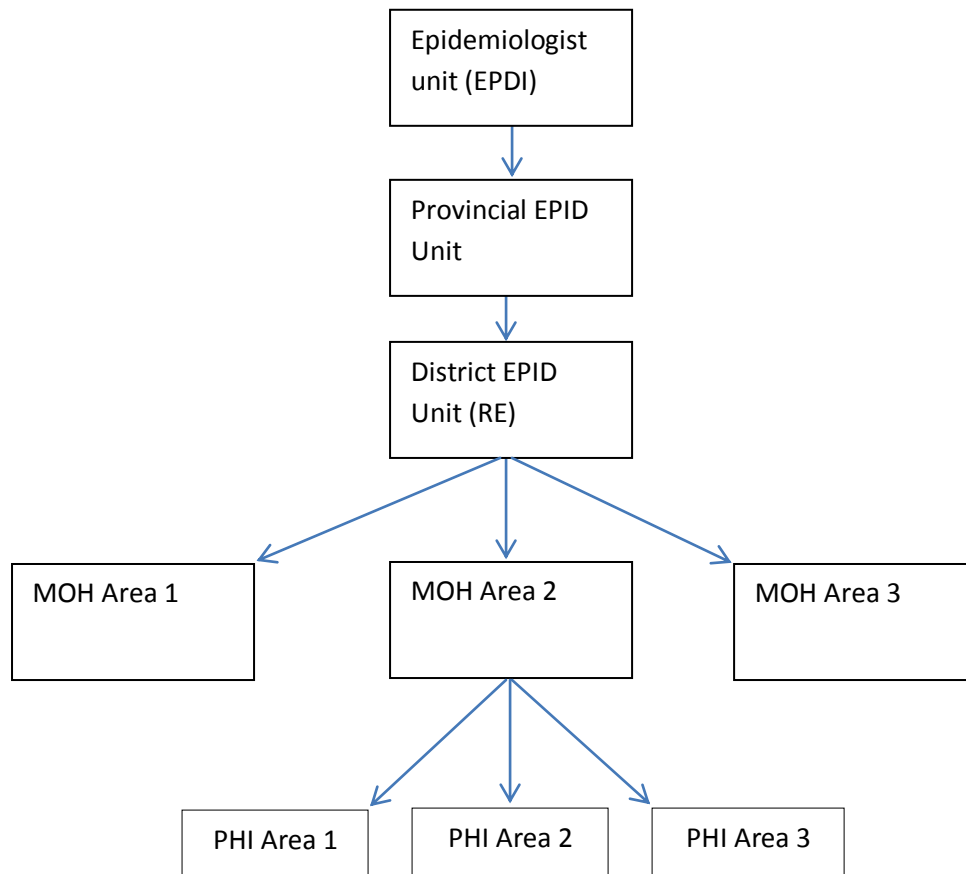 Epidemiologist
unit (EPDI)
Provincial EPID
Unit
District EPID
Unit (RE)
MOH Area 1
MOH Area 2
MOH Area 3
PHI Area 1
PHI Area 2
PHI Area 3